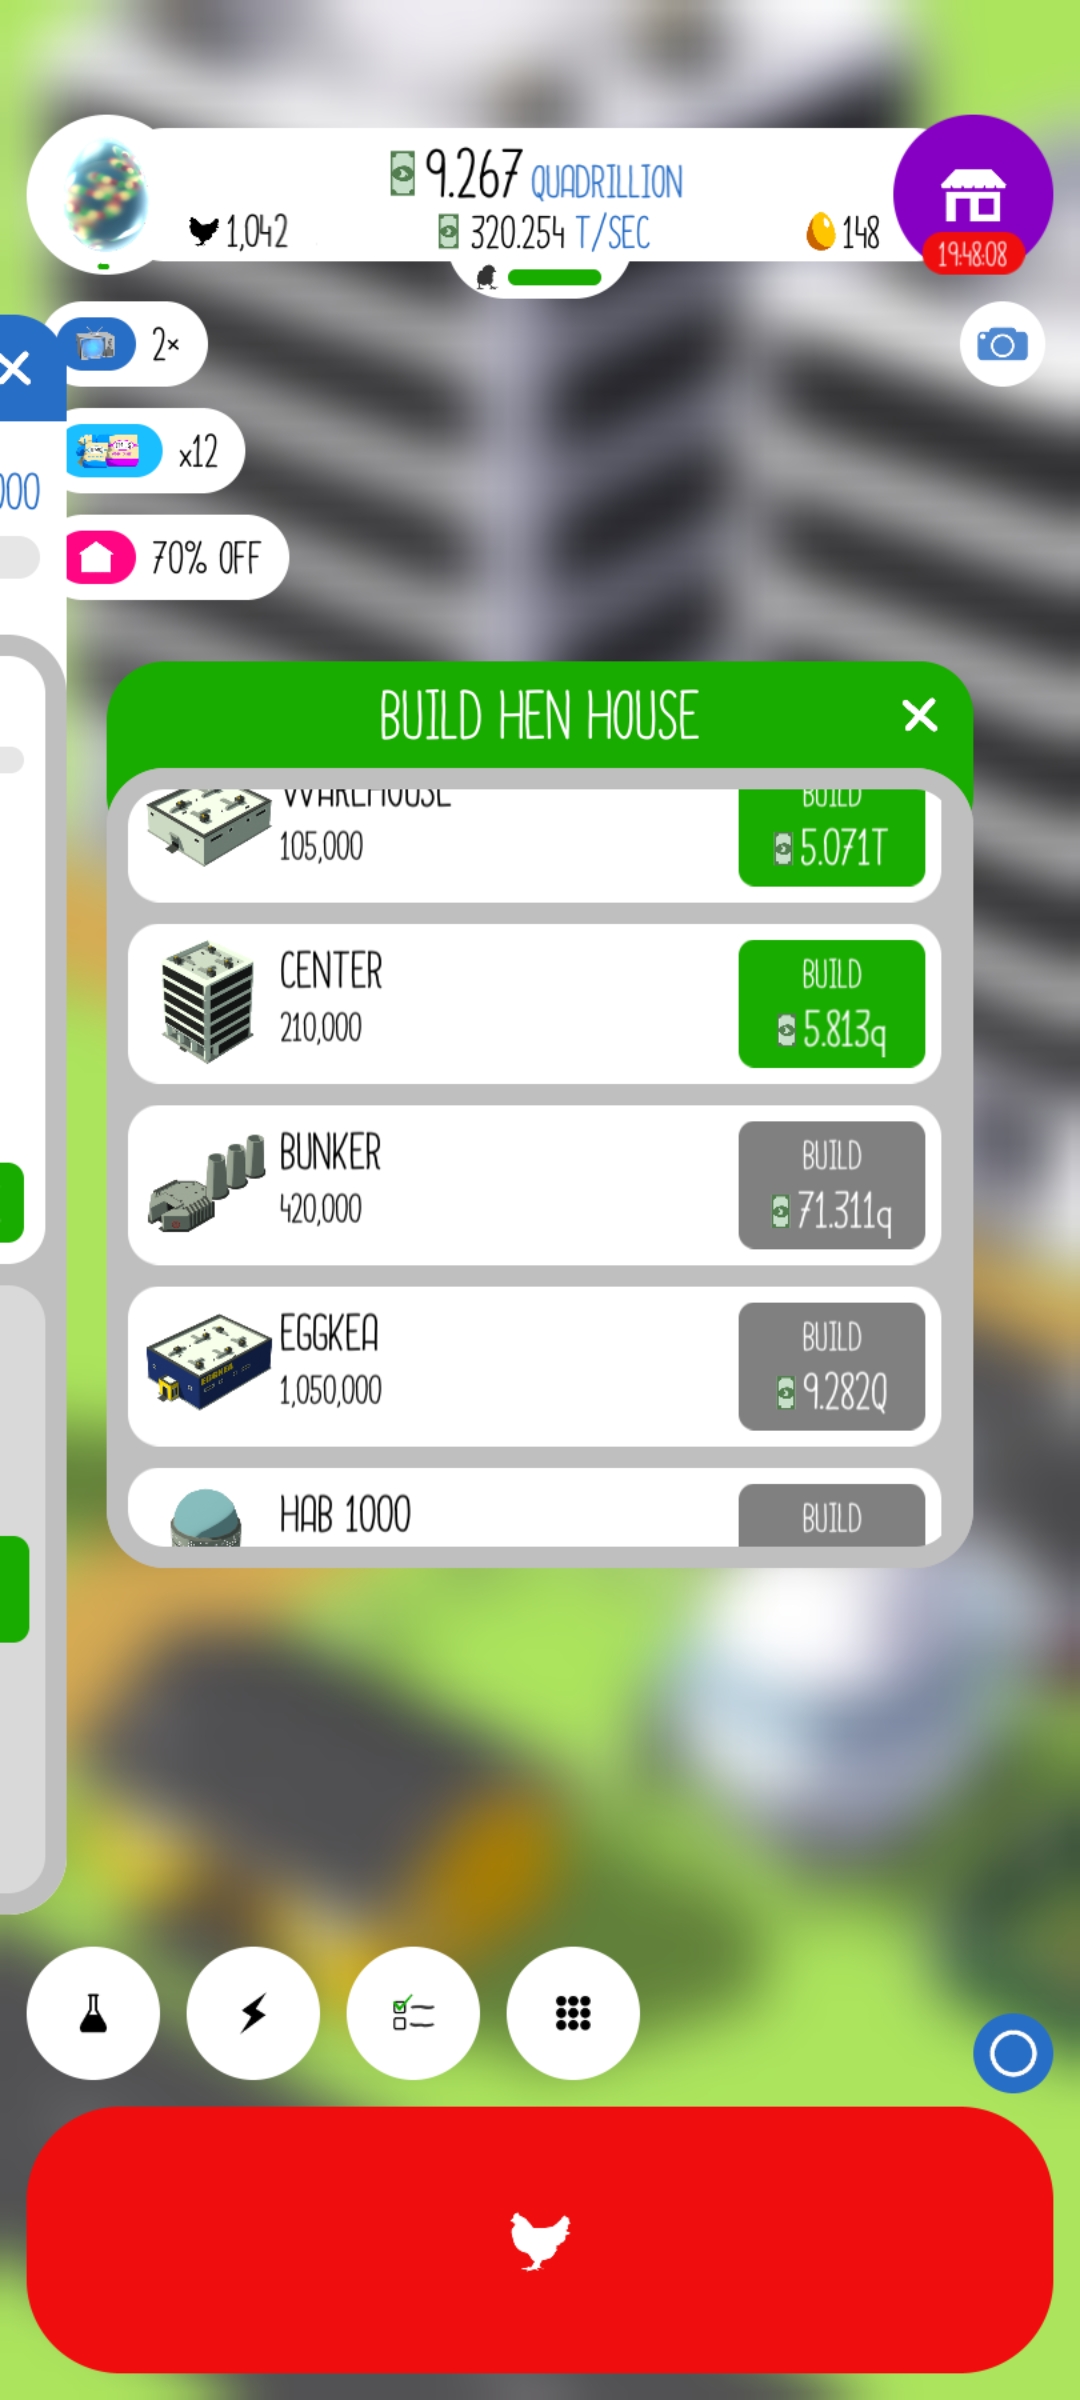 9.267 QUADRILLION
1,042
320.254 T/SEC
148
19:48:08
2×
000
x12
70% OFF
BUILD HEN HOUSE
WAREHOUSE
105,000
BUILD
5.071T
CENTER
210,000
BUILD
5.813q
BUNKER
420,000
BUILD
71.311q
EGGKEA
1,050,000
BUILD
9.282Q
HAB 1000
BUILD